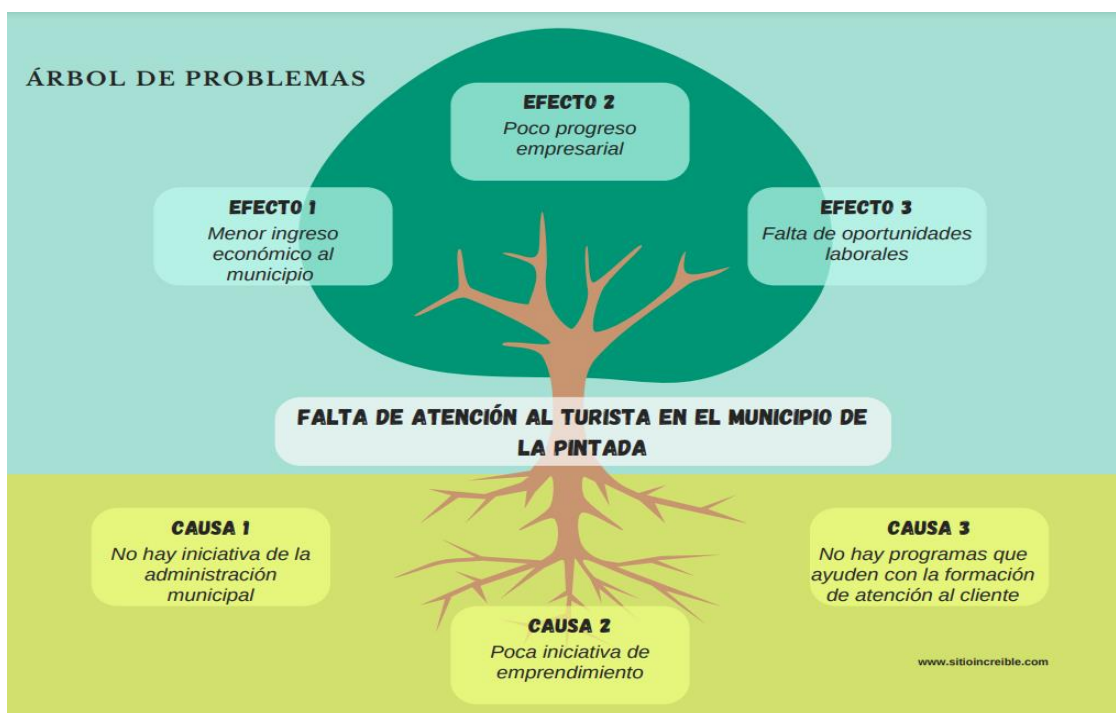 ÁRBOL DE PROBLEMAS
EFECTO 2
Poco progreso
empresarial
EFECTO 1
Menor ingreso
económico al
municipio
EFECTO 3
Falta de oportunidades
laborales
FALTA DE ATENCIÓN AL TURISTA EN EL MUNICIPIO DE
LA PINTADA
CAUSA 1
No hay iniciativa de la
administración
municipal
CAUSA 2
Poca iniciativa de
emprendimiento
CAUSA 3
No hay programas que
ayuden con la formación
de atención al cliente
www.sitioincreible.com